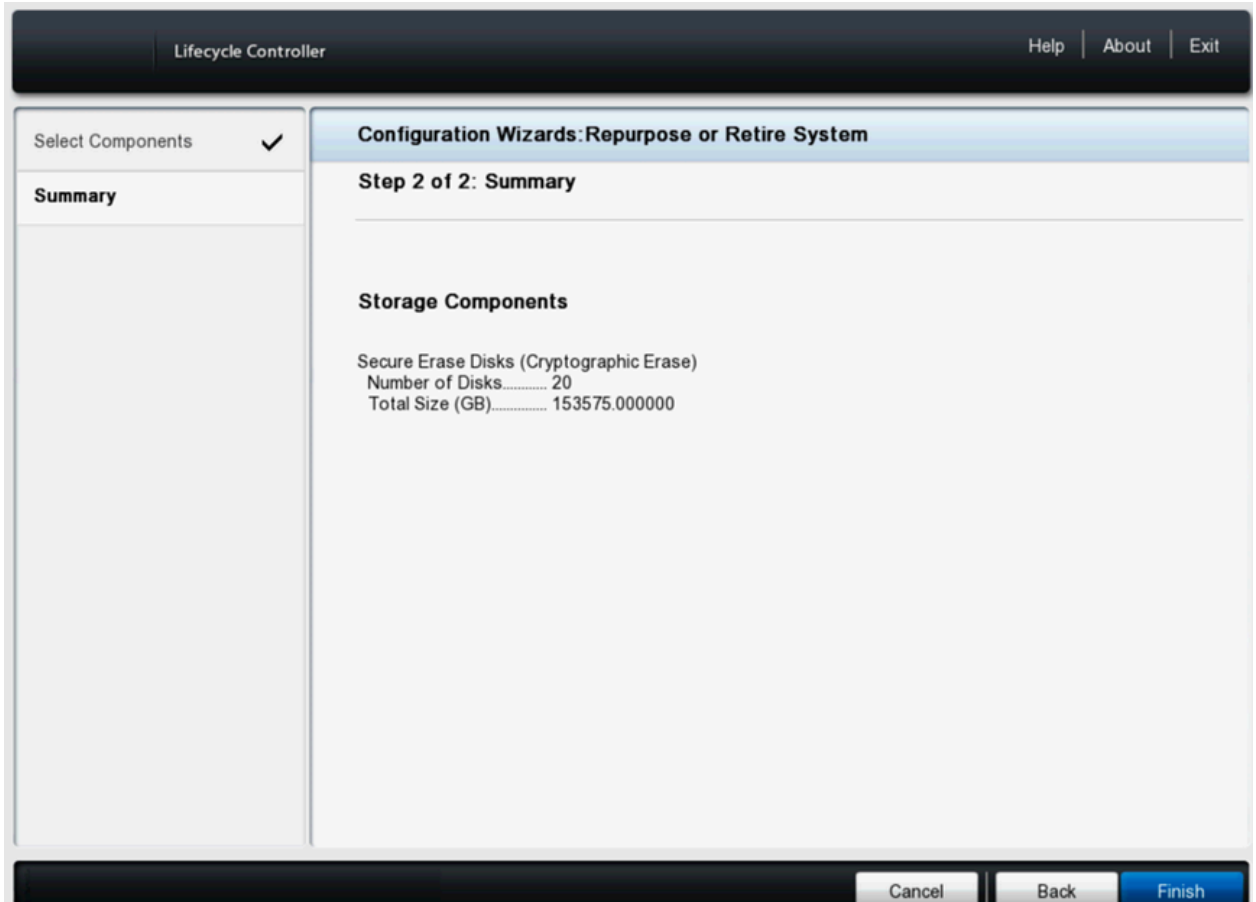 Lifecycle Controller
Help | About | Exit
Select Components
Summary
Configuration Wizards:Repurpose or Retire System
Step 2 of 2: Summary
Storage Components
Secure Erase Disks (Cryptographic Erase)
Number of Disks........... 20
Total Size (GB)............... 153575.000000
Cancel
Back
Finish